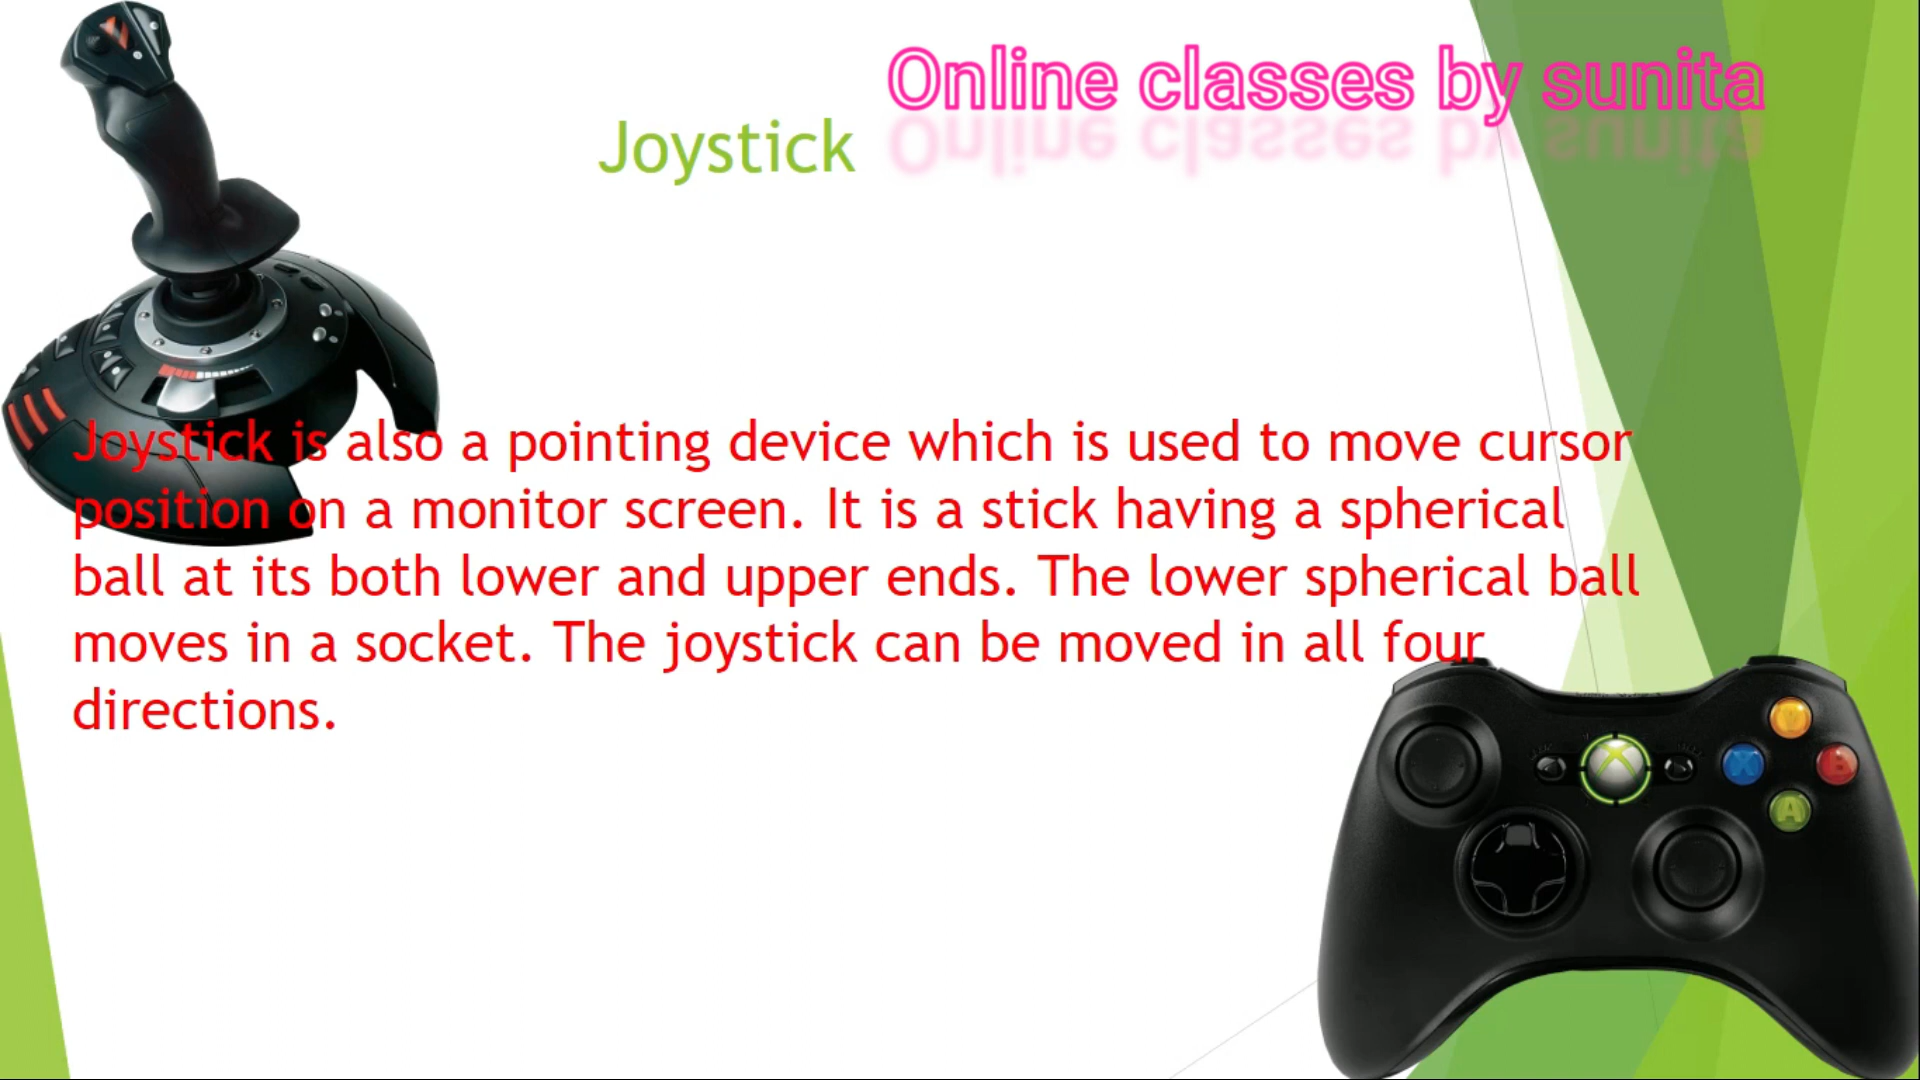 Online classes by sunita
Joystick
Joystick is also a pointing device which is used to move cursor
position on a monitor screen. It is a stick having a spherical
ball at its both lower and upper ends. The lower spherical ball
moves in a socket. The joystick can be moved in all four
directions.
Y
X
B
A